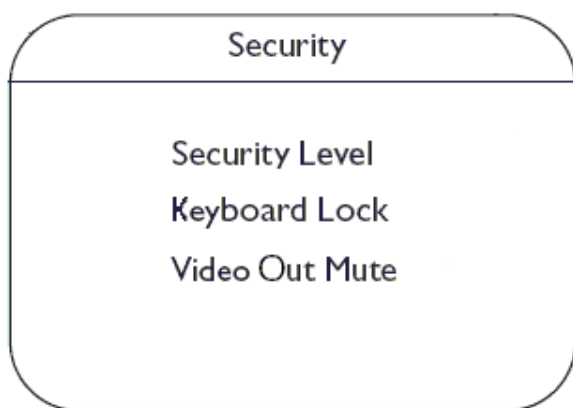 Security
Security Level
Keyboard Lock
Video Out Mute